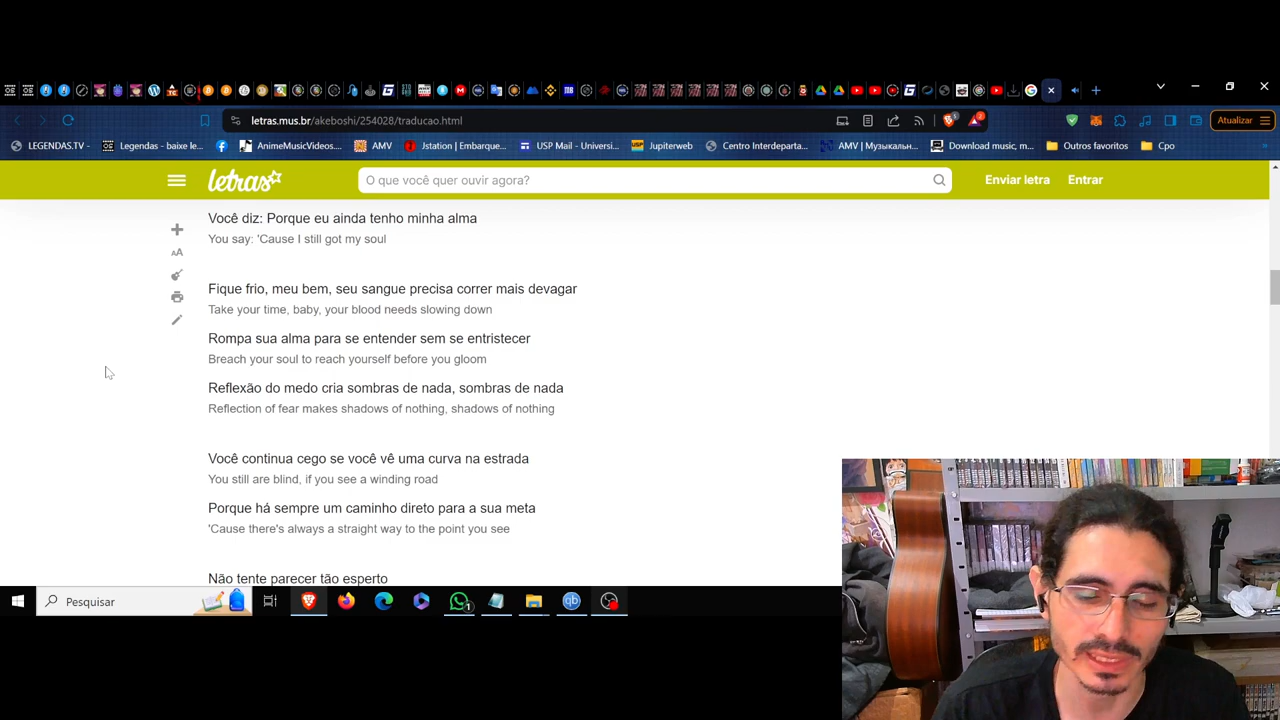 letras.mus.br/akeboshi/254028/traducao.html
Atualizar
LEGENDAS.TV -
Legendas - baixe le...
AnimeMusicVideos....
AMV
Jstation | Embarque...
USP Mail - Universi...
Jupiterweb
Centro Interdeparta...
AMV | Музыкальн...
Download music, m...
Outros favoritos
Cpo
letras
O que você quer ouvir agora?
Enviar letra
Entrar
Você diz: Porque eu ainda tenho minha alma
You say: 'Cause I still got my soul
AA
Fique frio, meu bem, seu sangue precisa correr mais devagar
Take your time, baby, your blood needs slowing down
Rompa sua alma para se entender sem se entristecer
Breach your soul to reach yourself before you gloom
Reflexão do medo cria sombras de nada, sombras de nada
Reflection of fear makes shadows of nothing, shadows of nothing
Você continua cego se você vê uma curva na estrada
You still are blind, if you see a winding road
Porque há sempre um caminho direto para a sua meta
'Cause there's always a straight way to the point you see
Não tente parecer tão esperto
Pesquisar